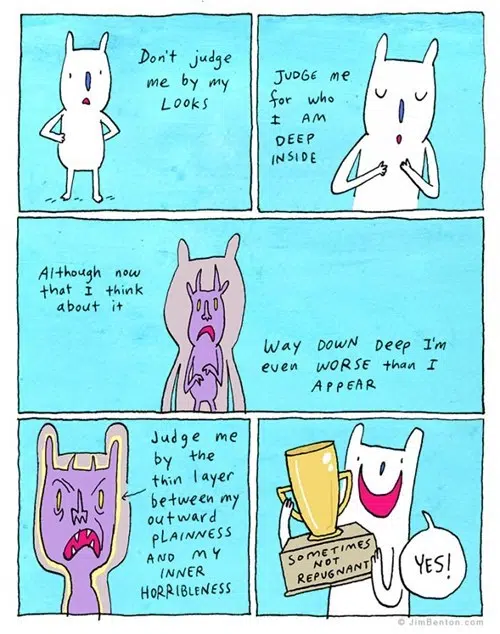 Don't judge
me by my
LOOKS
JUDGE me
for who
I AM
DEEP
INSIDE
Although now
that I think
about it
Way DOWN Deep I'm
even WORSE than I
APPEAR
Judge me
by the
thin layer
between my
outward
PLAINNESS
AND MY
INNER
HORRIBLENESS
SOMETIMES
NOT
REPUGNANT
YES!
© JimBenton.com